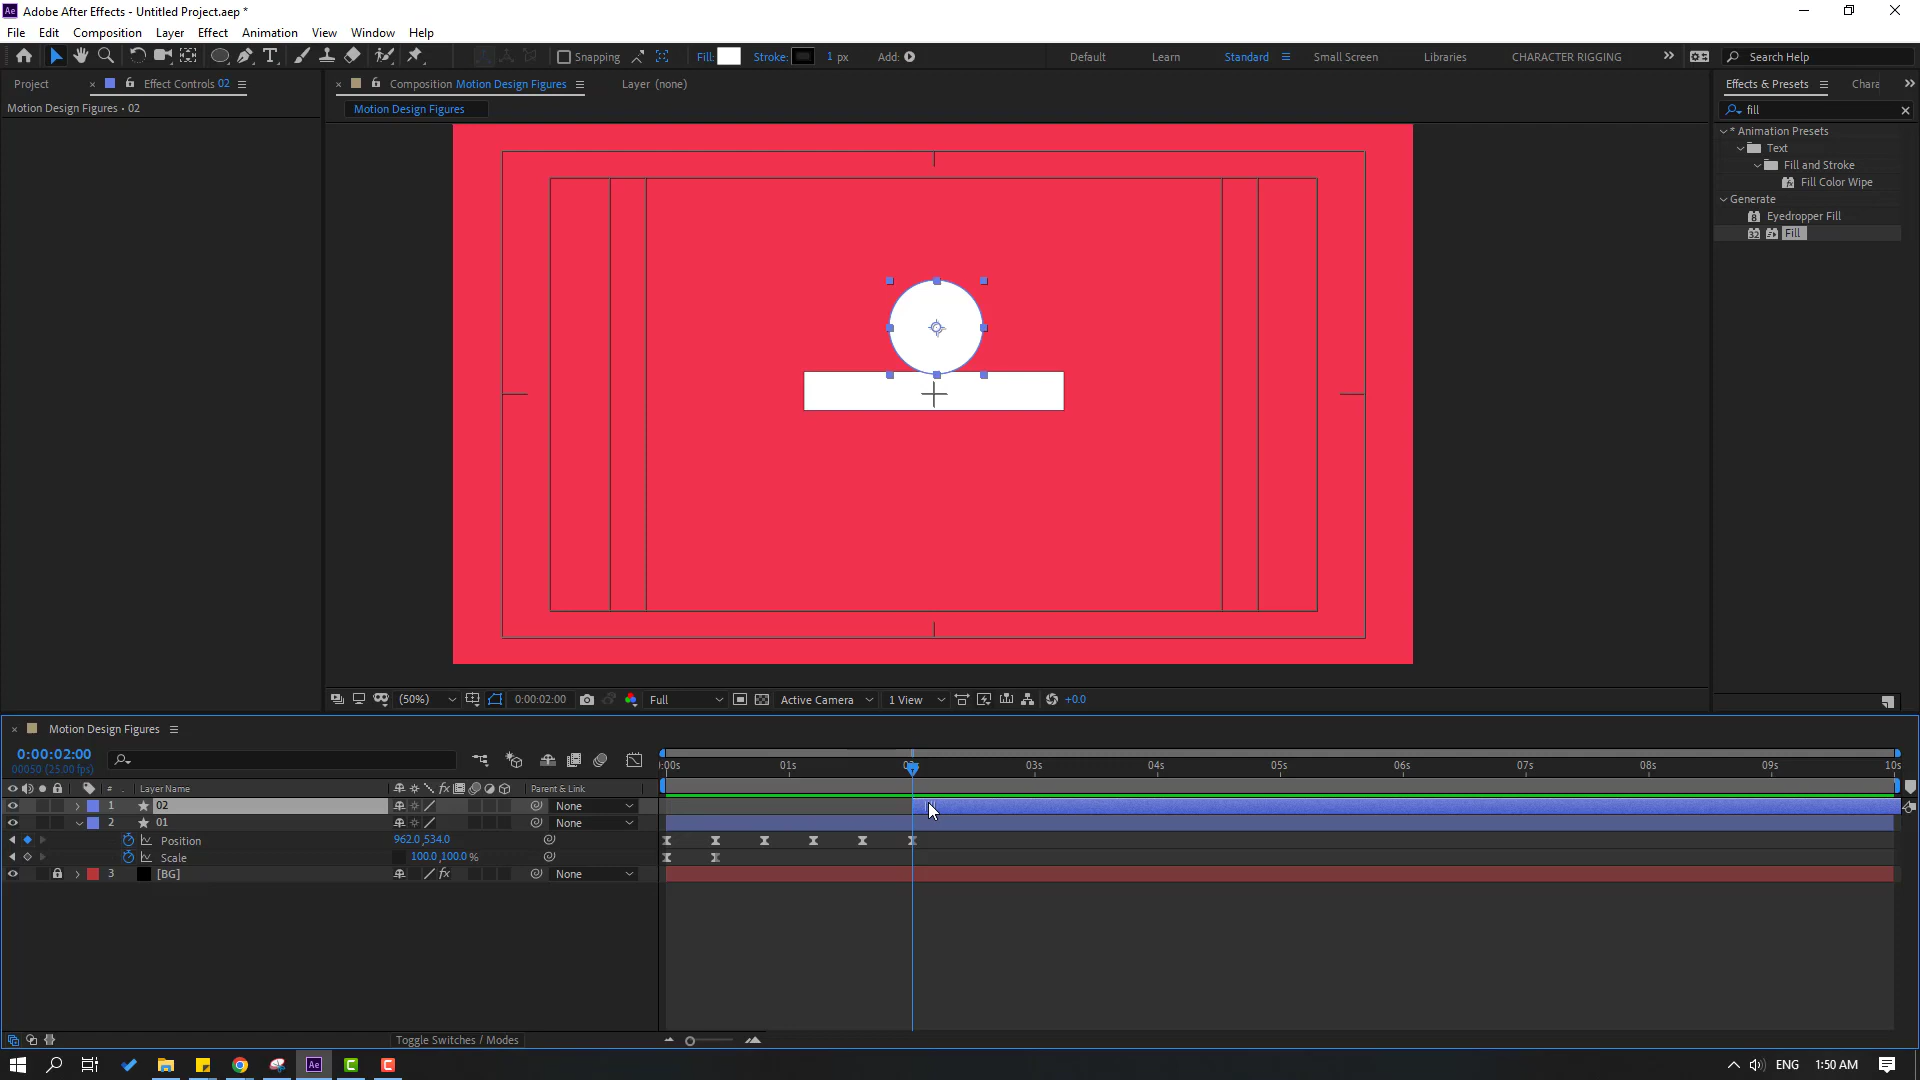 Ae Adobe After Effects - Untitled Project.aep *
File Edit Composition Layer Effect Animation View Window Help
Snapping Fill: Stroke: 1 px Add: Default Learn Standard Small Screen Libraries CHARACTER RIGGING Search Help
Project Effect Controls 02 Composition Motion Design Figures Layer (none) Effects & Presets Chara
Motion Design Figures • 02 Motion Design Figures fill
* Animation Presets
Text
Fill and Stroke
Fill Color Wipe
Generate
Eyedropper Fill
32 Fill
(50%) 0:00:02:00 Full Active Camera 1 View +0.0
Motion Design Figures
0:00:02:00
00050 (25.00 fps)
:00s 01s 03s 04s 05s 06s 07s 08s 09s 10s
# Layer Name fx Parent & Link
1 02 None
2 01 None
Position 962.0,534.0
Scale 100.0,100.0 %
3 [BG] fx None
Toggle Switches / Modes
Ae C C ENG 1:50 AM